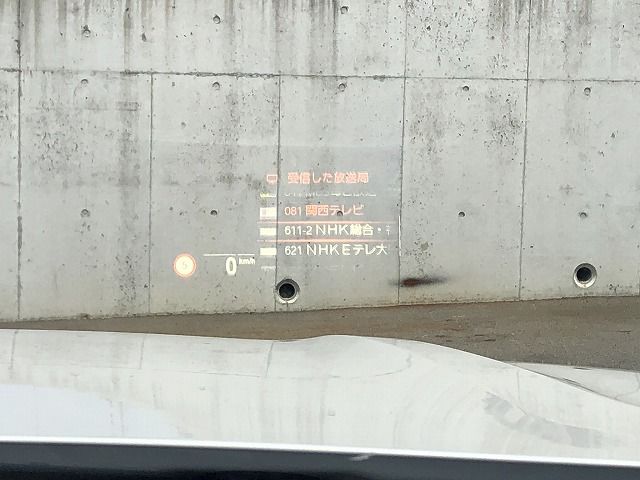 受信した放送局
081 関西テレビ
611-2 NHK総合・
621 NHKEテレ大
5
0 km/h